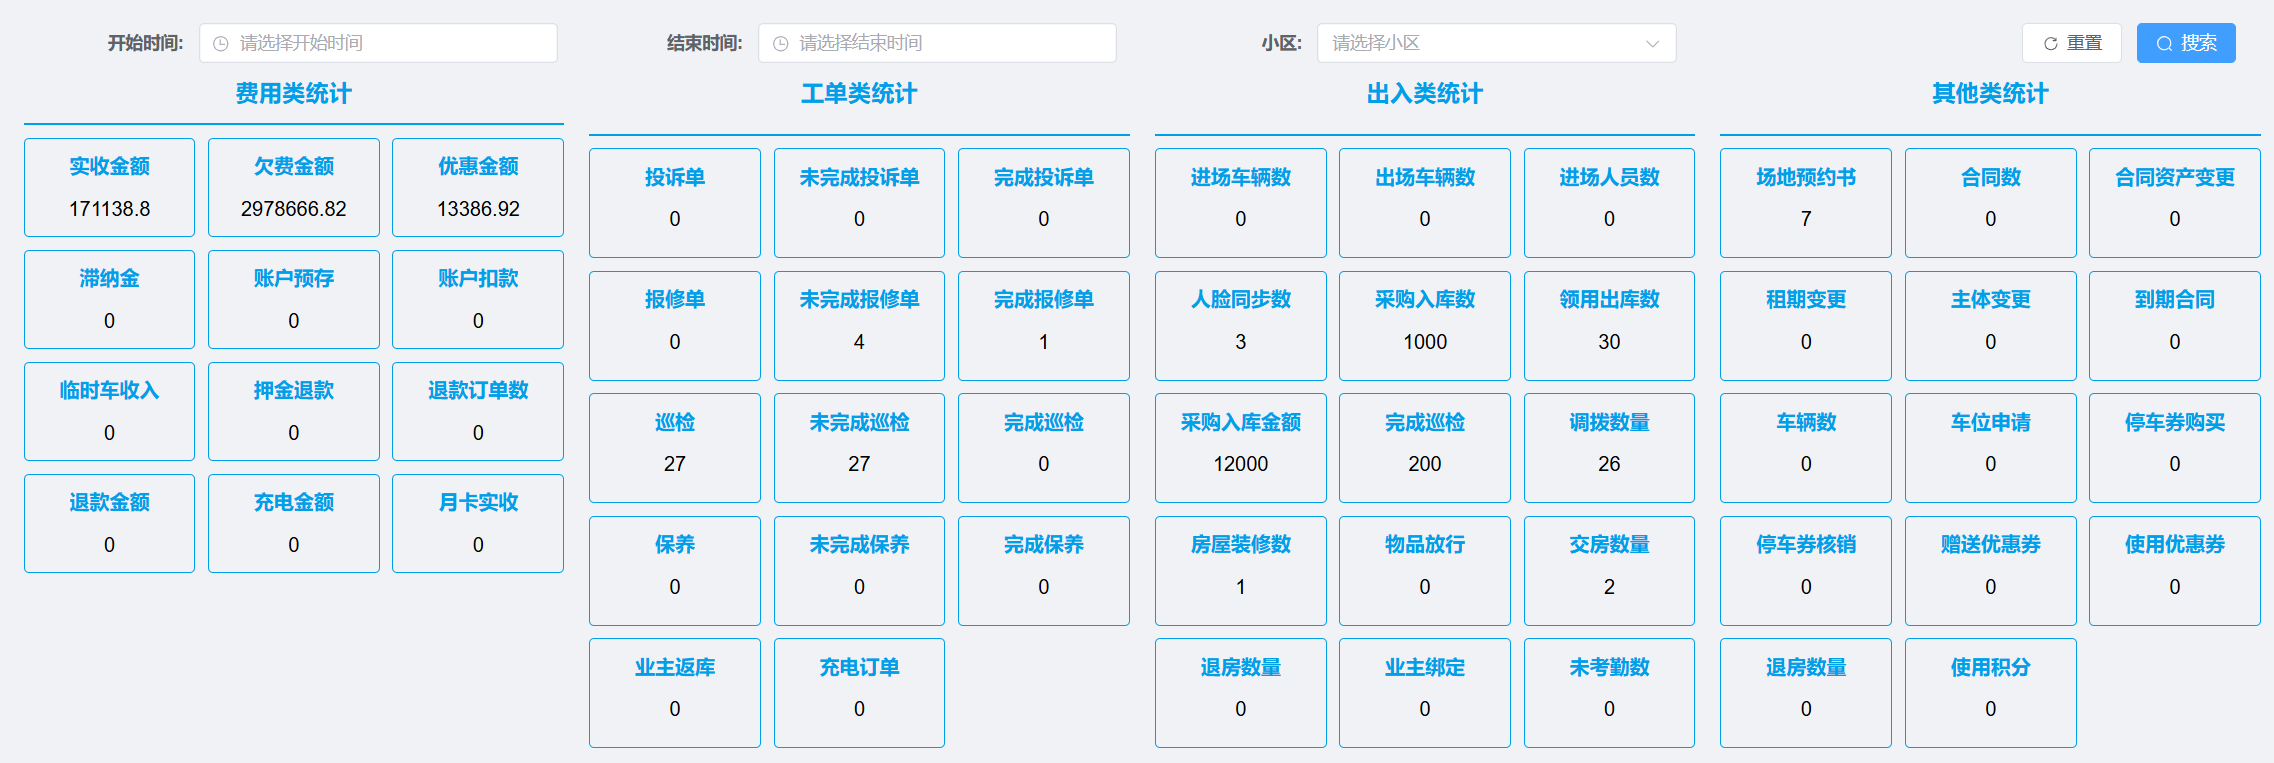 开始时间: 请选择开始时间 结束时间: 请选择结束时间 小区: 请选择小区 重置 搜索
费用类统计
实收金额 欠费金额 优惠金额
171138.8 2978666.82 13386.92
滞纳金 账户预存 账户扣款
0 0 0
临时车收入 押金退款 退款订单数
0 0 0
退款金额 充电金额 月卡实收
0 0 0
工单类统计
投诉单 未完成投诉单 完成投诉单
0 0 0
报修单 未完成报修单 完成报修单
0 4 1
巡检 未完成巡检 完成巡检
27 27 0
保养 未完成保养 完成保养
0 0 0
业主返库 充电订单
0 0
出入类统计
进场车辆数 出场车辆数 进场人员数
0 0 0
人脸同步数 采购入库数 领用出库数
3 1000 30
采购入库金额 完成巡检 调拨数量
12000 200 26
房屋装修数 物品放行 交房数量
1 0 2
退房数量 业主绑定 未考勤数
0 0 0
其他类统计
场地预约书 合同数 合同资产变更
7 0 0
租期变更 主体变更 到期合同
0 0 0
车辆数 车位申请 停车券购买
0 0 0
停车券核销 赠送优惠券 使用优惠券
0 0 0
退房数量 使用积分
0 0